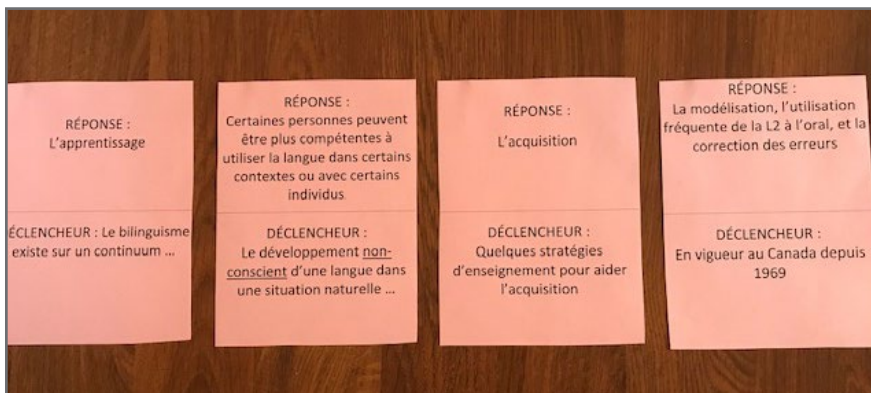 RÉPONSE :
L’apprentissage
ÉCLENCHEUR : Le bilinguisme
existe sur un continuum ...
RÉPONSE :
Certaines personnes peuvent
être plus compétentes à
utiliser la langue dans certains
contextes ou avec certains
individus
DÉCLENCHEUR :
Le développement non-
conscient d’une langue dans
une situation naturelle ...
RÉPONSE :
L’acquisition
DÉCLENCHEUR :
Quelques stratégies
d’enseignement pour aider
l’acquisition
RÉPONSE :
La modélisation, l’utilisation
fréquente de la L2 à l’oral, et la
correction des erreurs
DÉCLENCHEUR :
En vigueur au Canada depuis
1969